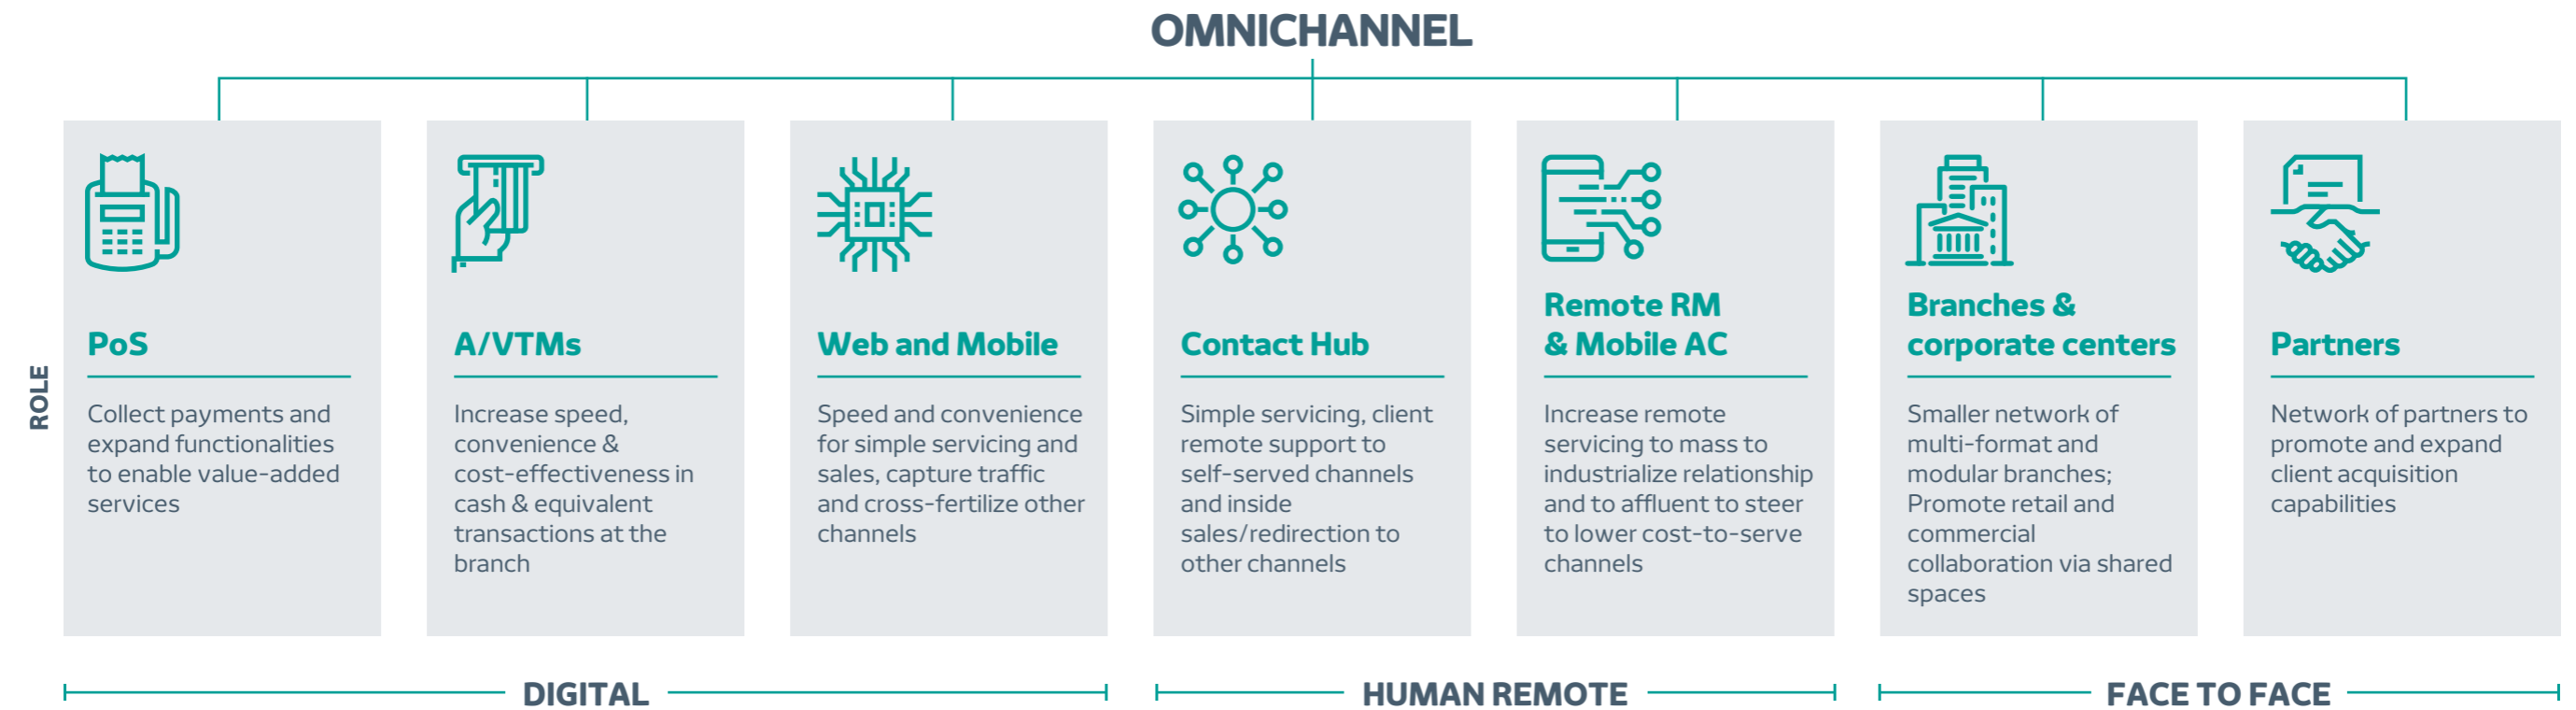 OMNICHANNEL
ROLE
PoS
Collect payments and
expand functionalities
to enable value-added
services
A/VTMs
Increase speed,
convenience &
cost-effectiveness in
cash & equivalent
transactions at the
branch
Web and Mobile
Speed and convenience
for simple servicing and
sales, capture traffic
and cross-fertilize other
channels
Contact Hub
Simple servicing, client
remote support to
self-served channels
and inside
sales/redirection to
other channels
Remote RM
& Mobile AC
Increase remote
servicing to mass to
industrialize relationship
and to affluent to steer
to lower cost-to-serve
channels
Branches &
corporate centers
Smaller network of
multi-format and
modular branches;
Promote retail and
commercial
collaboration via shared
spaces
Partners
Network of partners to
promote and expand
client acquisition
capabilities
DIGITAL
HUMAN REMOTE
FACE TO FACE